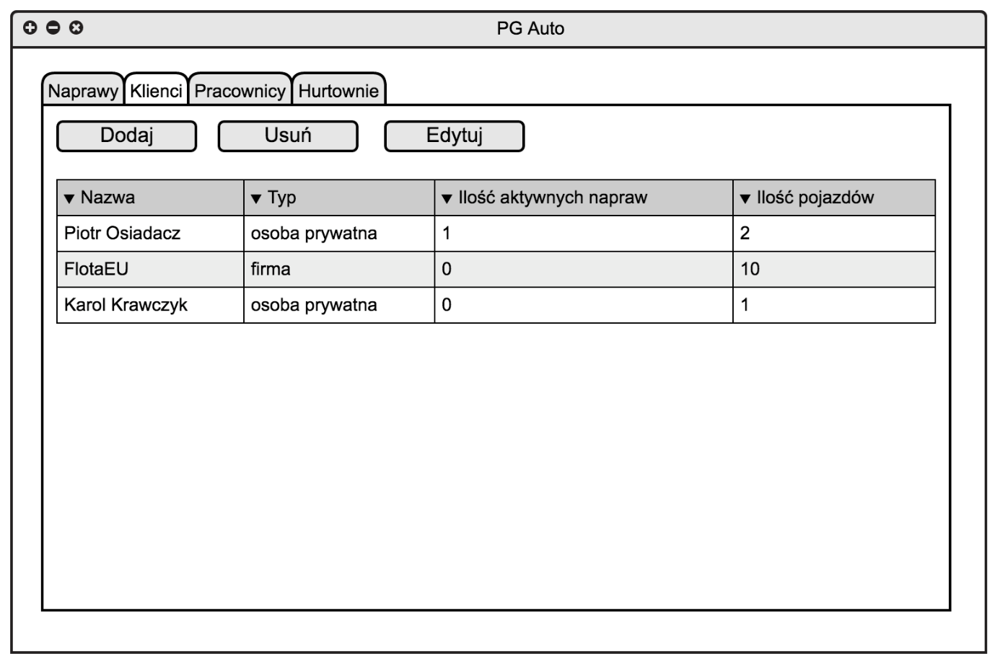 PG Auto
Naprawy Klienci Pracownicy Hurtownie
Dodaj Usuń Edytuj
Nazwa Typ Ilość aktywnych napraw Ilość pojazdów
Piotr Osiadacz osoba prywatna 1 2
FlotaEU firma 0 10
Karol Krawczyk osoba prywatna 0 1